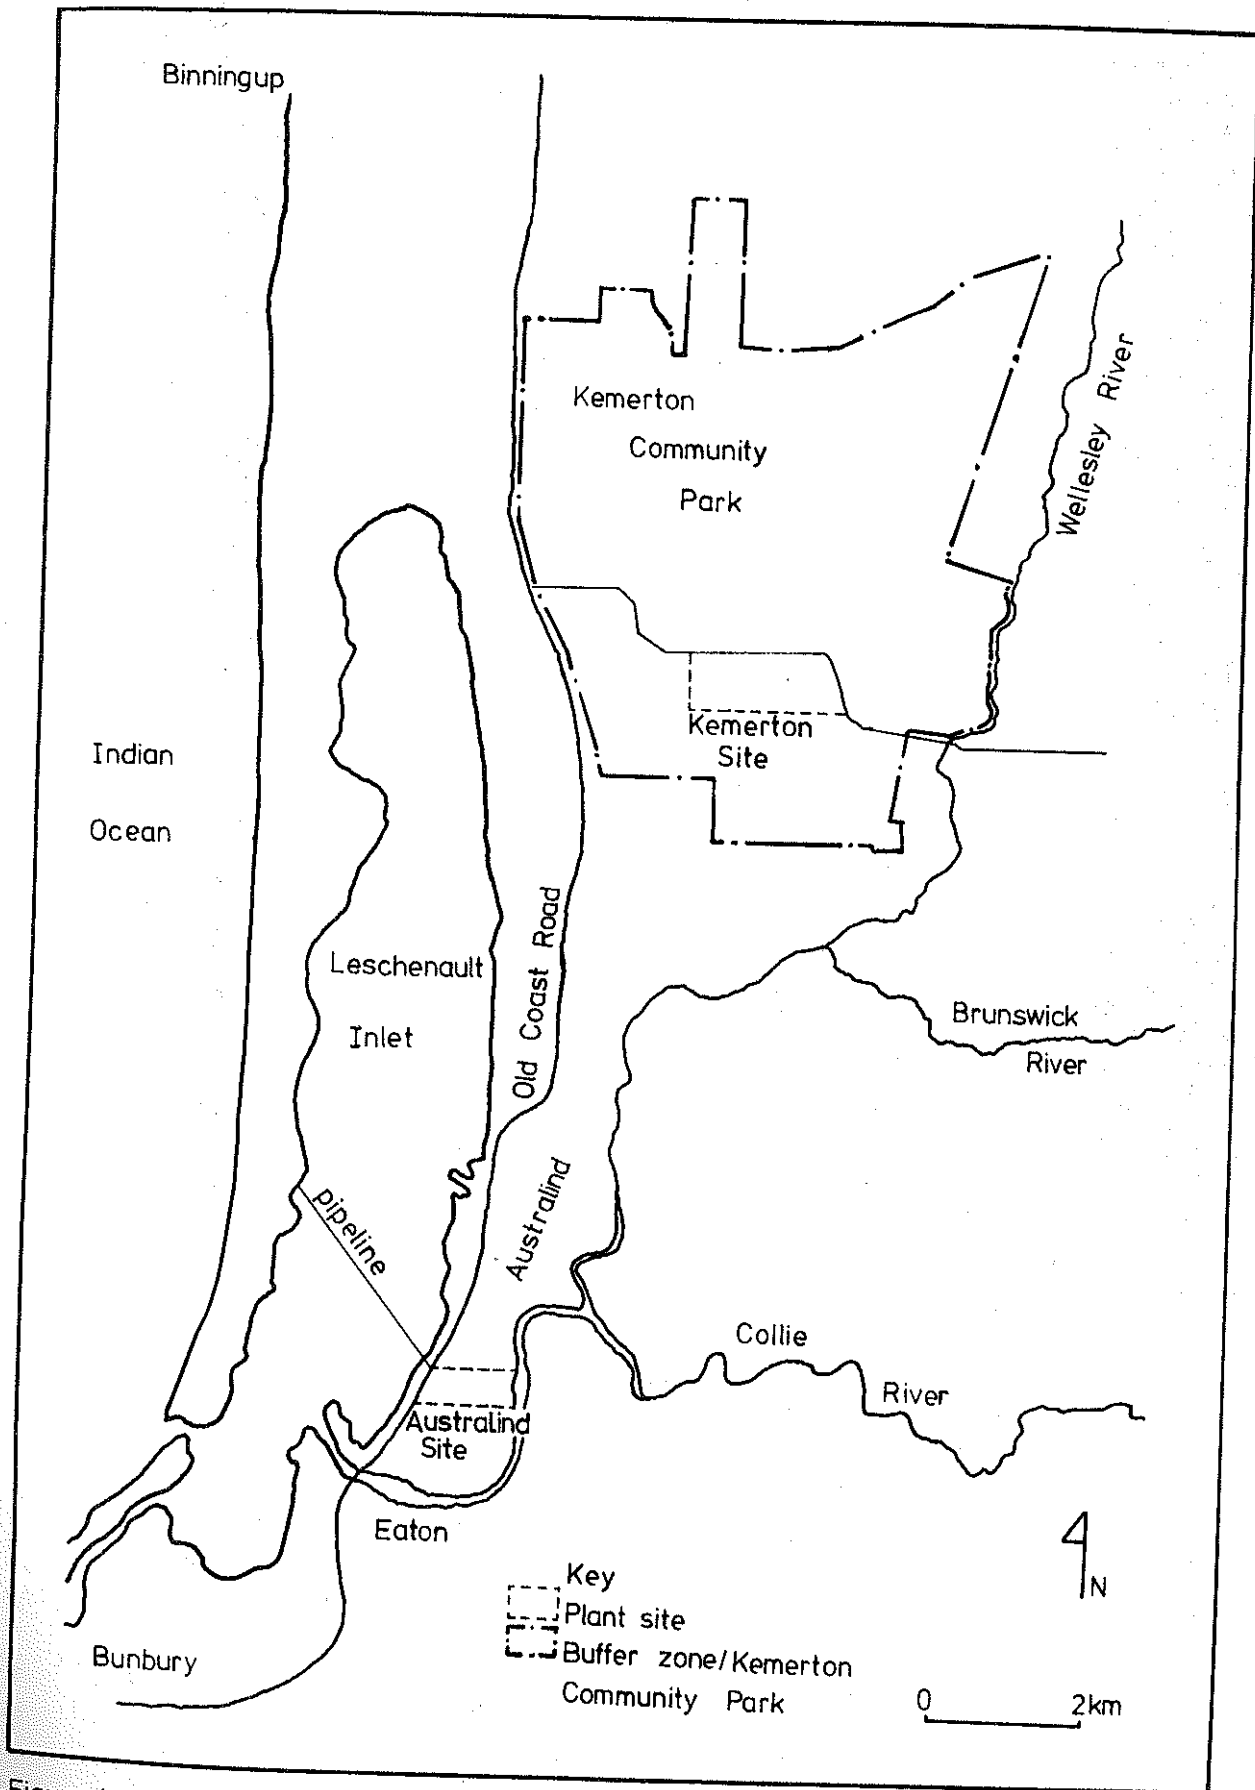 Binningup
Kemerton
Community
Park
Wellesley River
Kemerton
Site
Indian
Ocean
Old Coast Road
Leschenault
Inlet
Brunswick
River
pipeline
Australind
Collie
River
Australind
Site
Eaton
N
Key
Plant site
Buffer zone/Kemerton
Community Park
Bunbury
0 2km